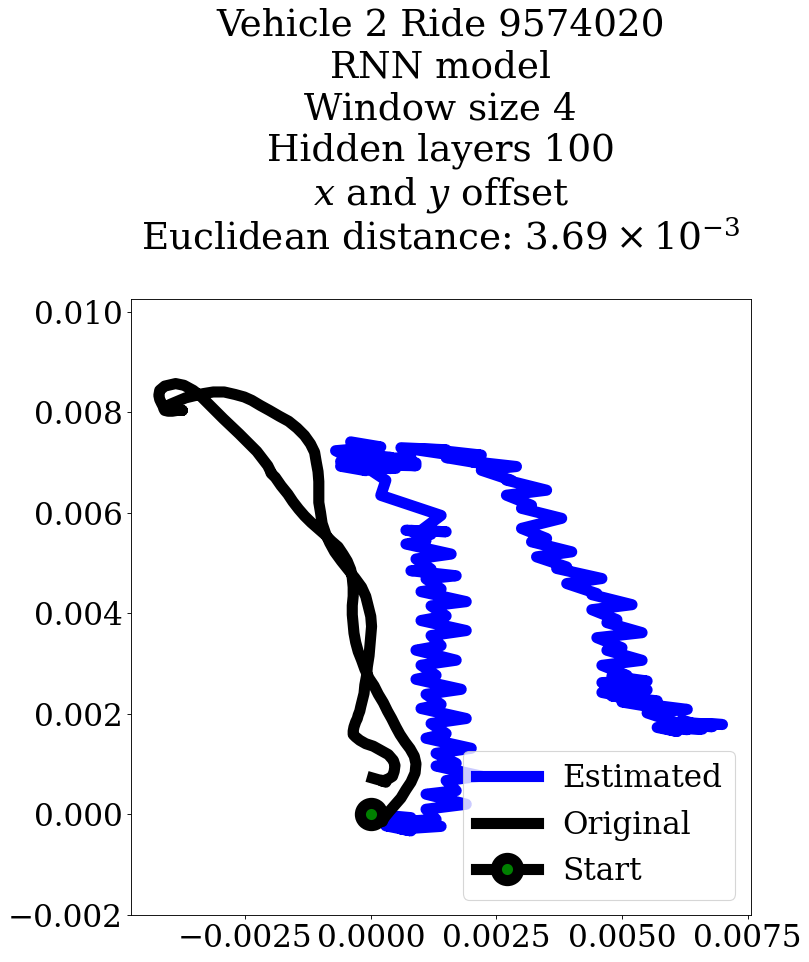 Vehicle 2 Ride 9574020
RNN model
Window size 4
Hidden layers 100
x and y offset
Euclidean distance: 3.69 × 10⁻³
0.010
0.008
0.006
0.004
0.002
0.000
−0.002
Estimated
Original
Start
−0.0025 0.0000 0.0025 0.0050 0.0075